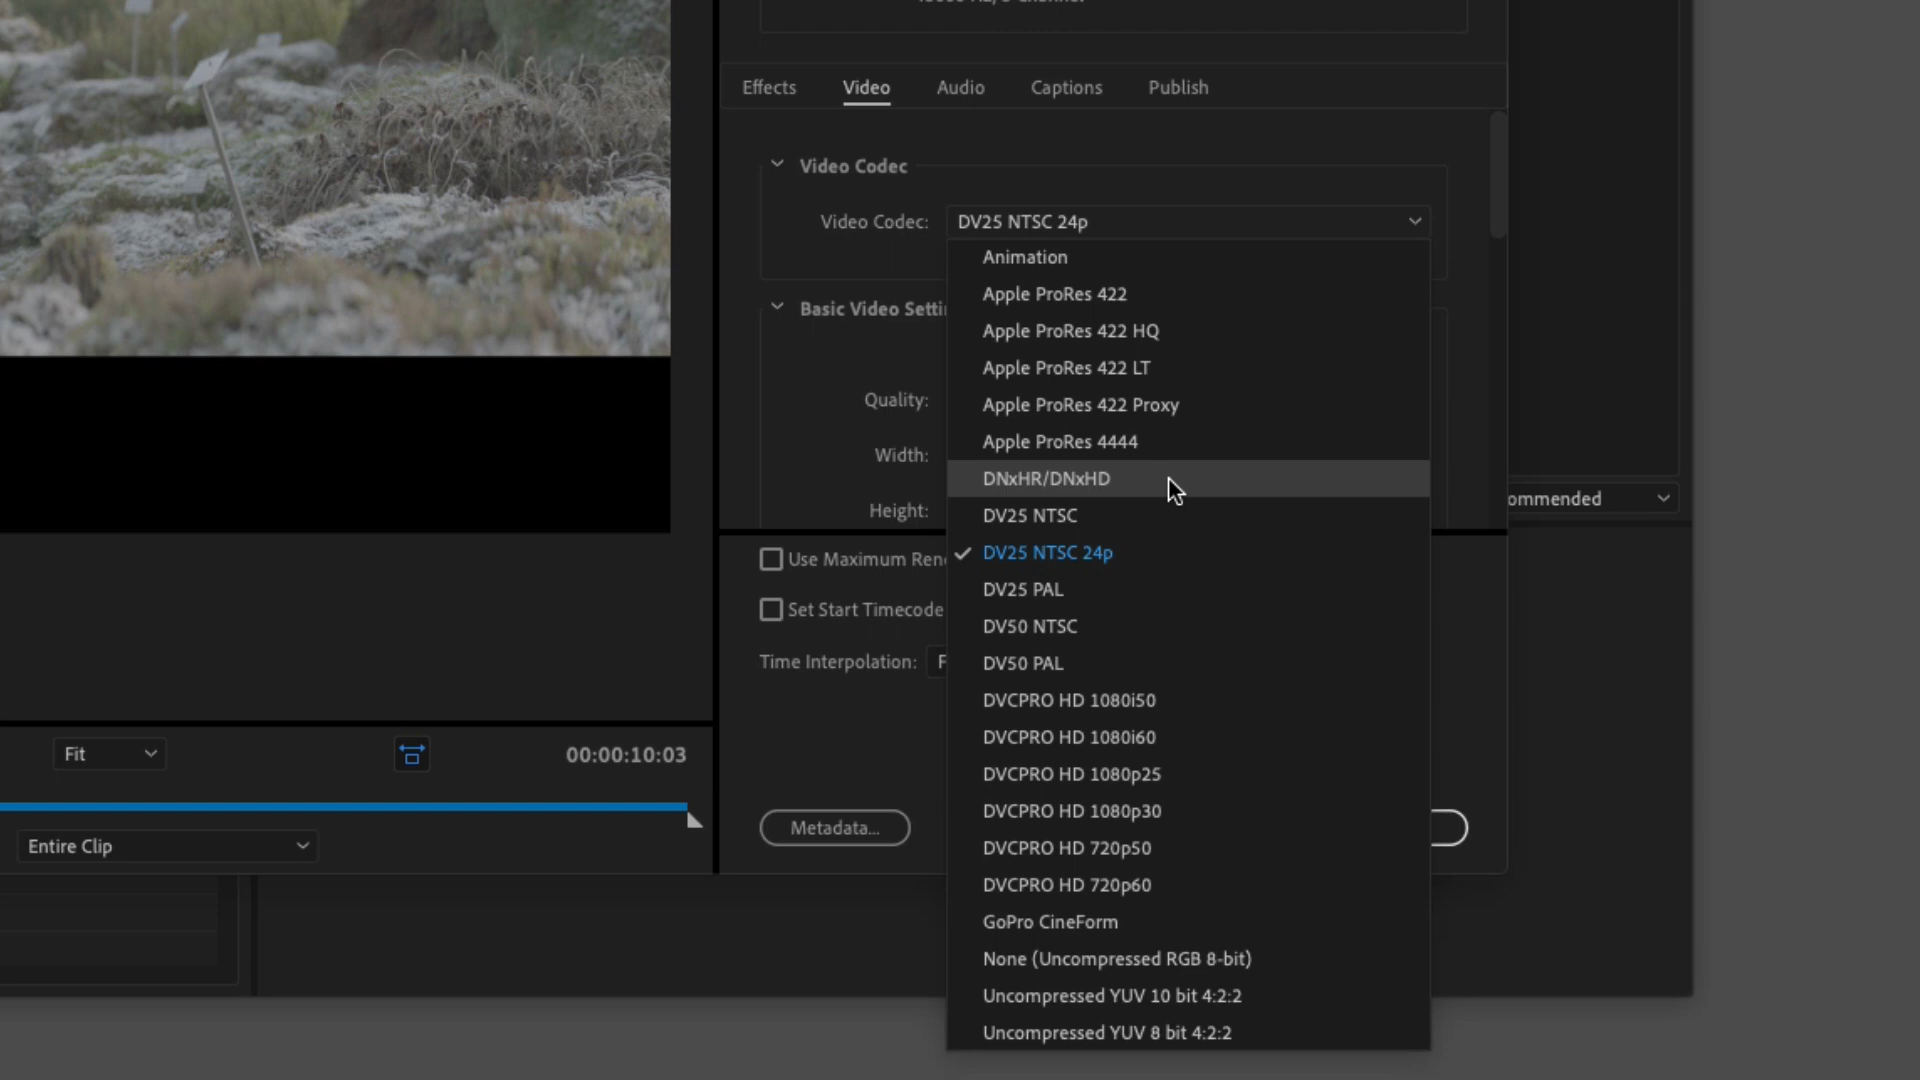 Effects
Video
Audio
Captions
Publish
Video Codec
Video Codec:
DV25 NTSC 24p
Animation
Apple ProRes 422
Apple ProRes 422 HQ
Apple ProRes 422 LT
Apple ProRes 422 Proxy
Apple ProRes 4444
DNxHR/DNxHD
DV25 NTSC
DV25 NTSC 24p
DV25 PAL
DV50 NTSC
DV50 PAL
DVCPRO HD 1080i50
DVCPRO HD 1080i60
DVCPRO HD 1080p25
DVCPRO HD 1080p30
DVCPRO HD 720p50
DVCPRO HD 720p60
GoPro CineForm
None (Uncompressed RGB 8-bit)
Uncompressed YUV 10 bit 4:2:2
Uncompressed YUV 8 bit 4:2:2
Basic Video Setti
Quality:
Width:
Height:
ommended
Use Maximum Ren
Set Start Timecode
Time Interpolation: F
Fit
00:00:10:03
Entire Clip
Metadata...